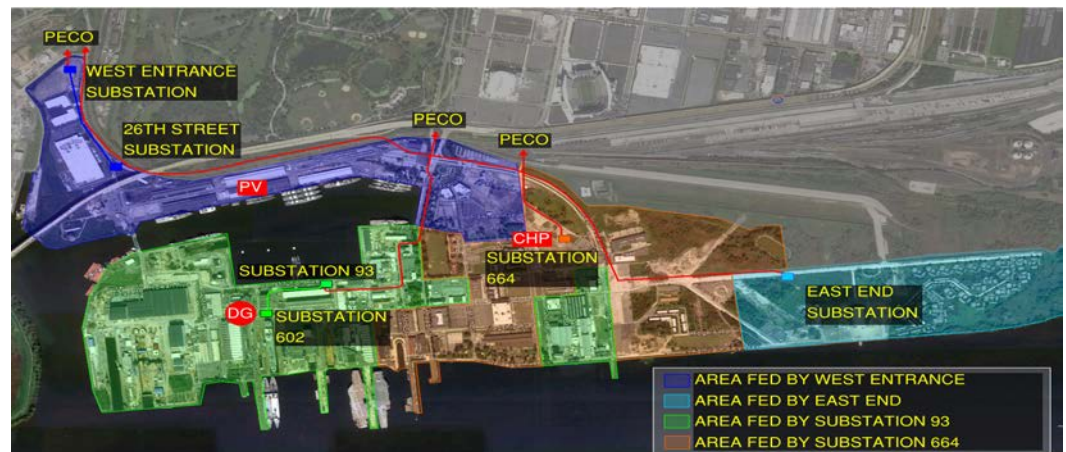 PECO
WEST ENTRANCE
SUBSTATION
26TH STREET
SUBSTATION
PV
PECO
PECO
CHP
SUBSTATION
664
SUBSTATION 93
DG
SUBSTATION
602
EAST END
SUBSTATION
AREA FED BY WEST ENTRANCE
AREA FED BY EAST END
AREA FED BY SUBSTATION 93
AREA FED BY SUBSTATION 664